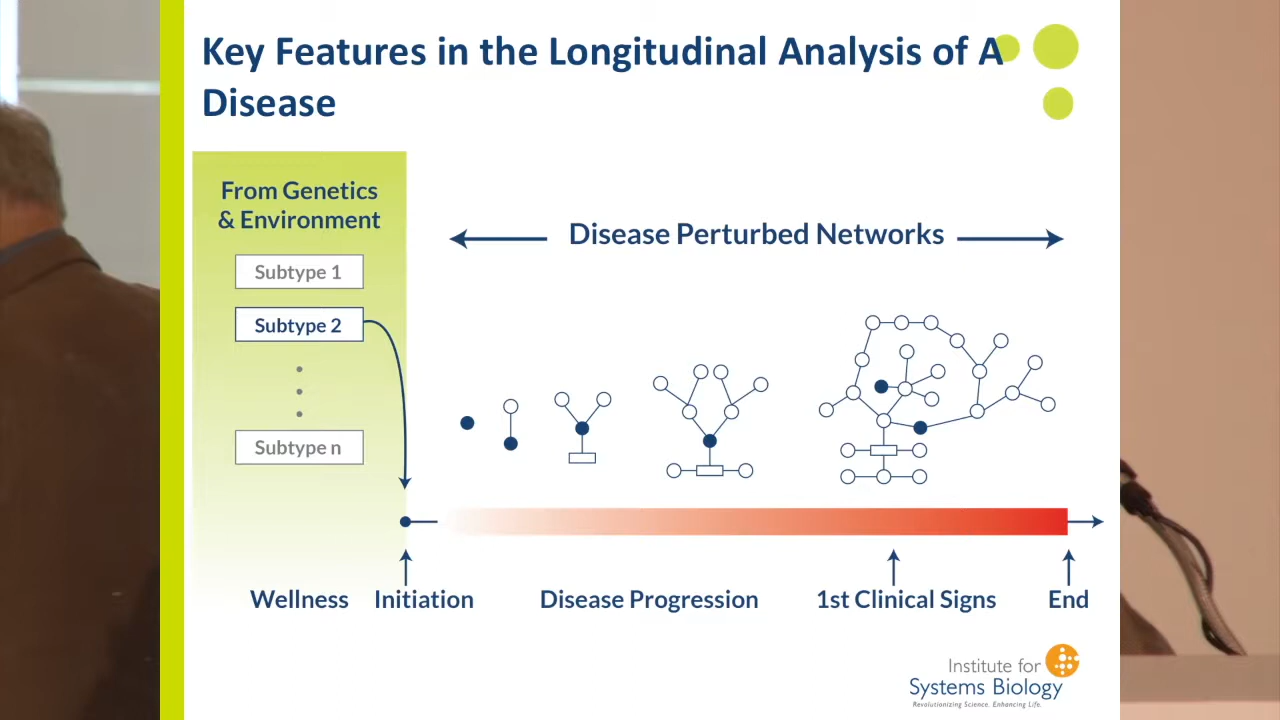 Key Features in the Longitudinal Analysis of A
Disease
From Genetics
& Environment
Subtype 1
Subtype 2
Subtype n
Disease Perturbed Networks
Wellness
Initiation
Disease Progression
1st Clinical Signs
End
Institute for
Systems Biology
Revolutionizing Science. Enhancing Life.